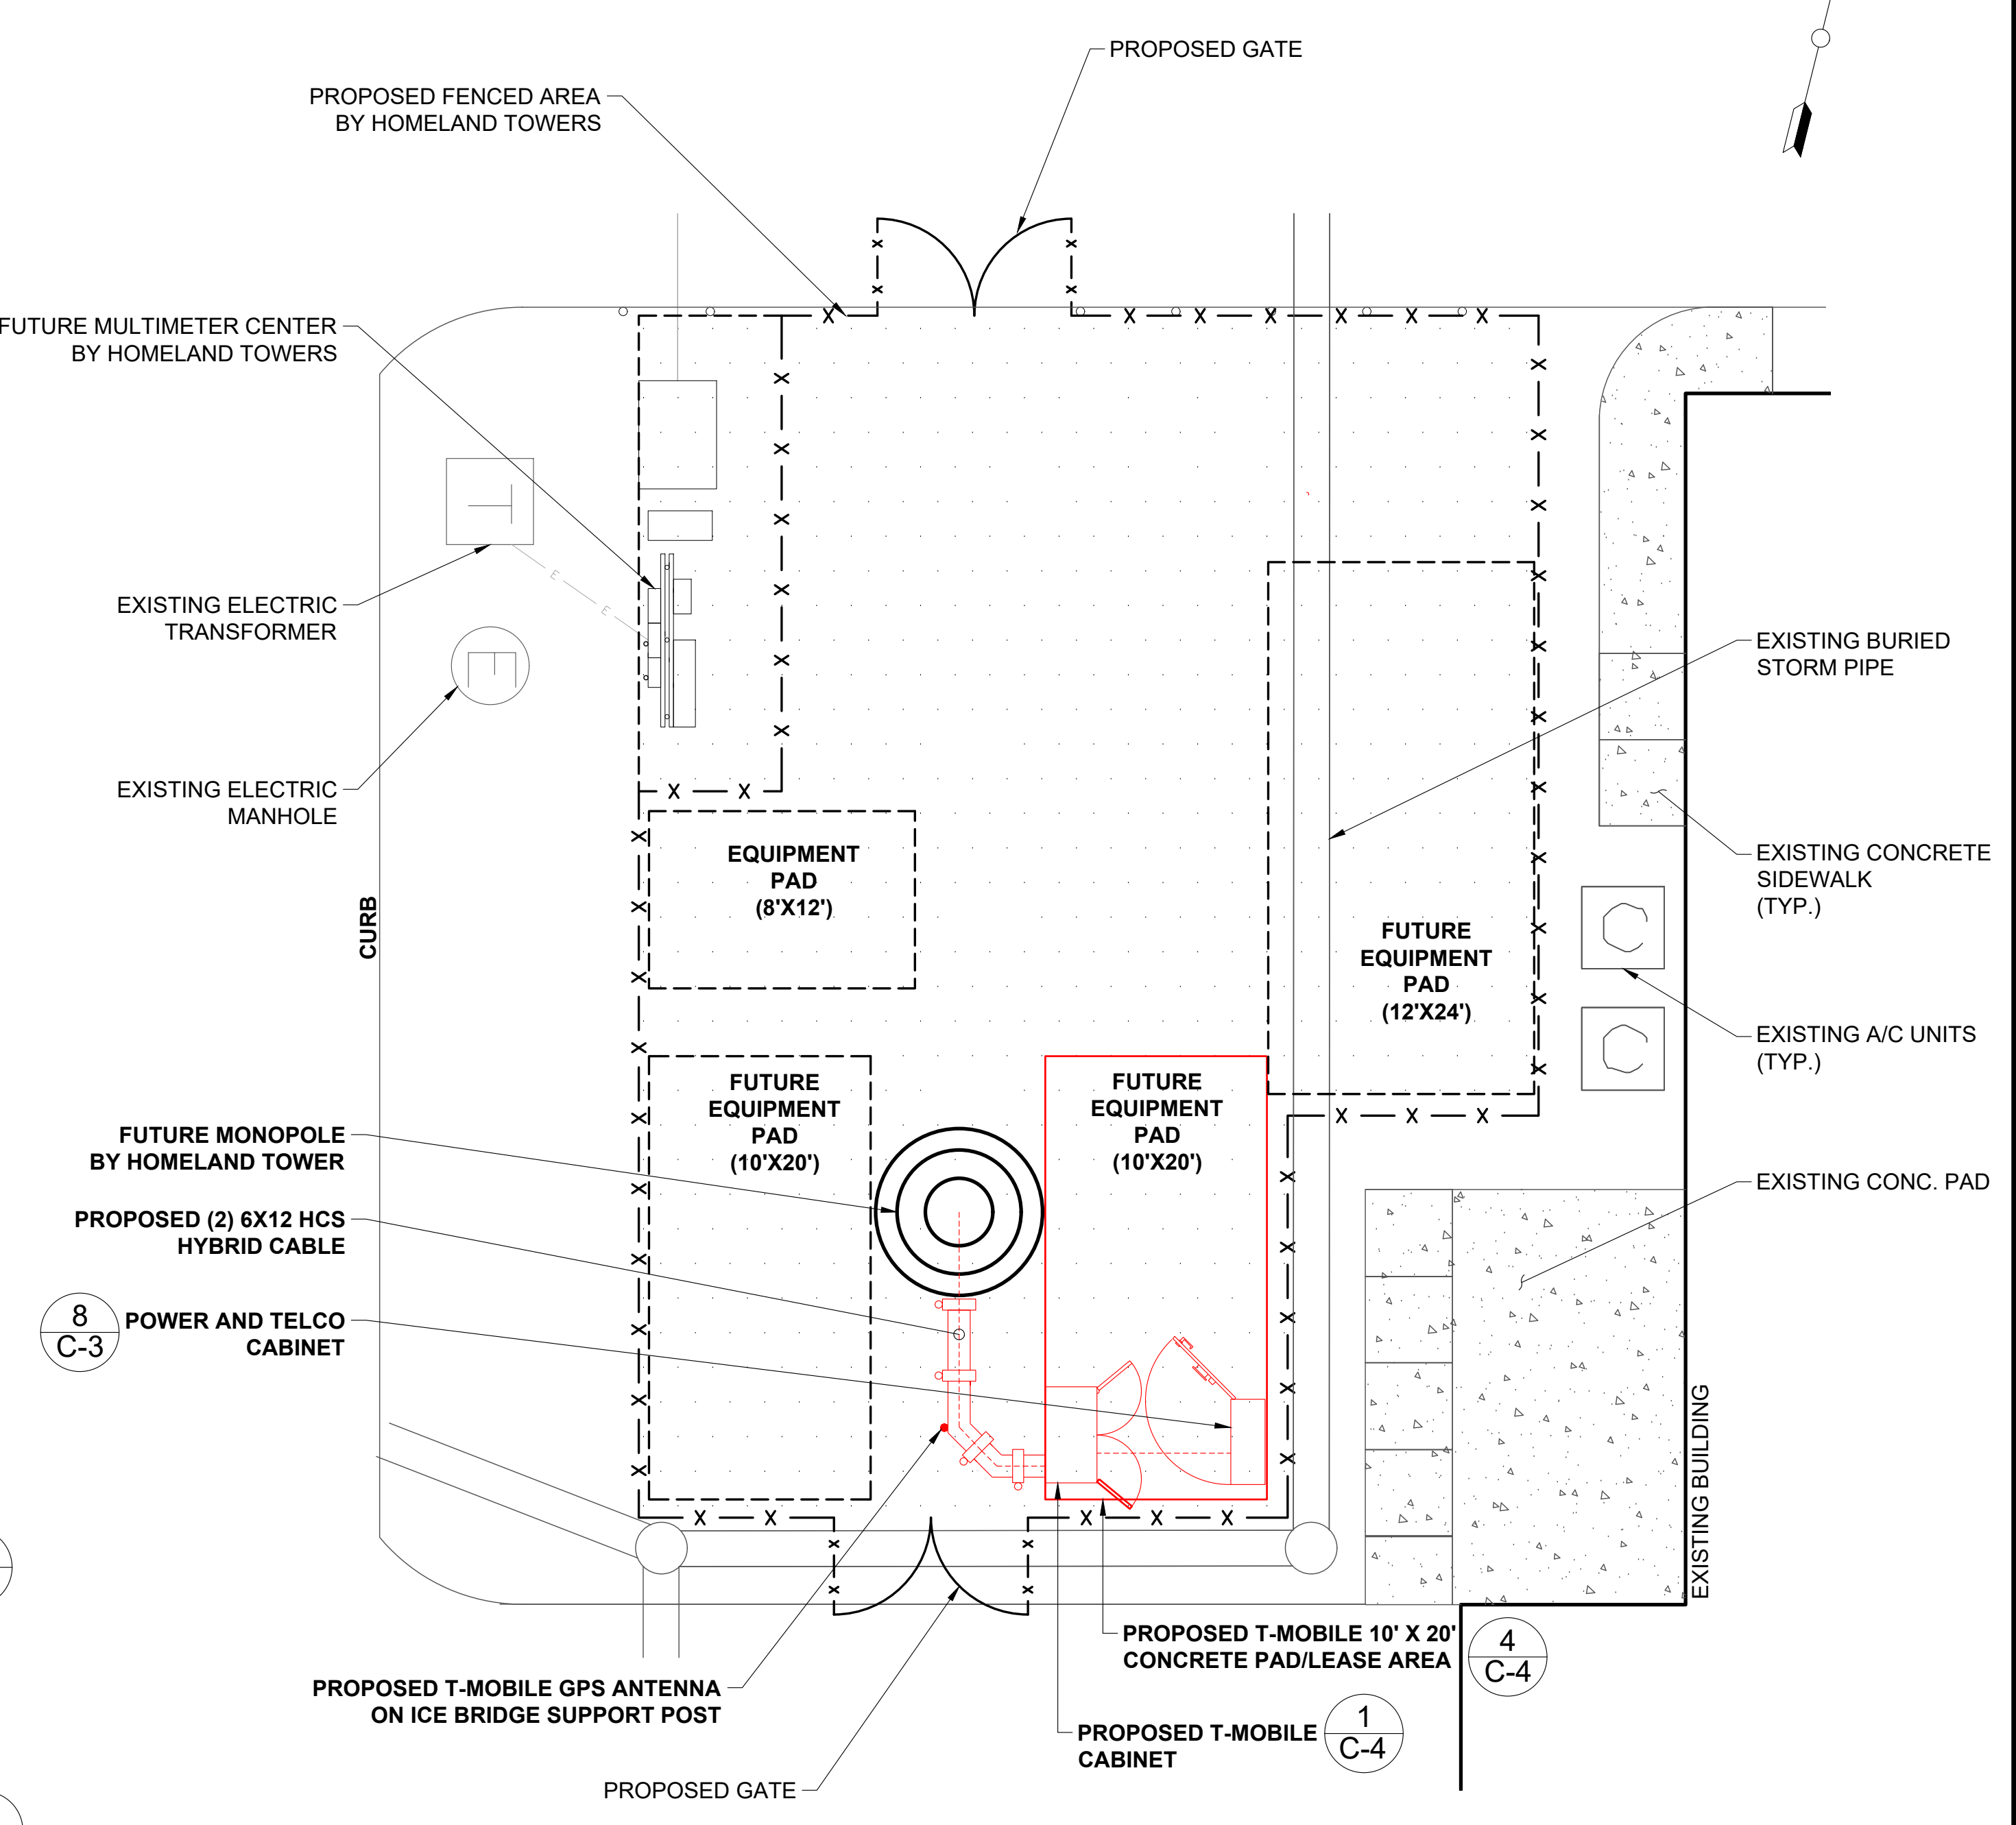 PROPOSED GATE
PROPOSED FENCED AREA
BY HOMELAND TOWERS
FUTURE MULTIMETER CENTER
BY HOMELAND TOWERS
T
E
E
EXISTING ELECTRIC
TRANSFORMER
E
EXISTING ELECTRIC
MANHOLE
EXISTING BURIED
STORM PIPE
EXISTING CONCRETE
SIDEWALK
(TYP.)
EQUIPMENT
PAD
(8'X12')
CURB
FUTURE
EQUIPMENT
PAD
(12'X24')
C
C
EXISTING A/C UNITS
(TYP.)
FUTURE
EQUIPMENT
PAD
(10'X20')
FUTURE
EQUIPMENT
PAD
(10'X20')
FUTURE MONOPOLE
BY HOMELAND TOWER
EXISTING CONC. PAD
PROPOSED (2) 6X12 HCS
HYBRID CABLE
8
C-3
POWER AND TELCO
CABINET
EXISTING BUILDING
PROPOSED T-MOBILE 10' X 20'
CONCRETE PAD/LEASE AREA
4
C-4
PROPOSED T-MOBILE GPS ANTENNA
ON ICE BRIDGE SUPPORT POST
PROPOSED T-MOBILE
CABINET
1
C-4
PROPOSED GATE